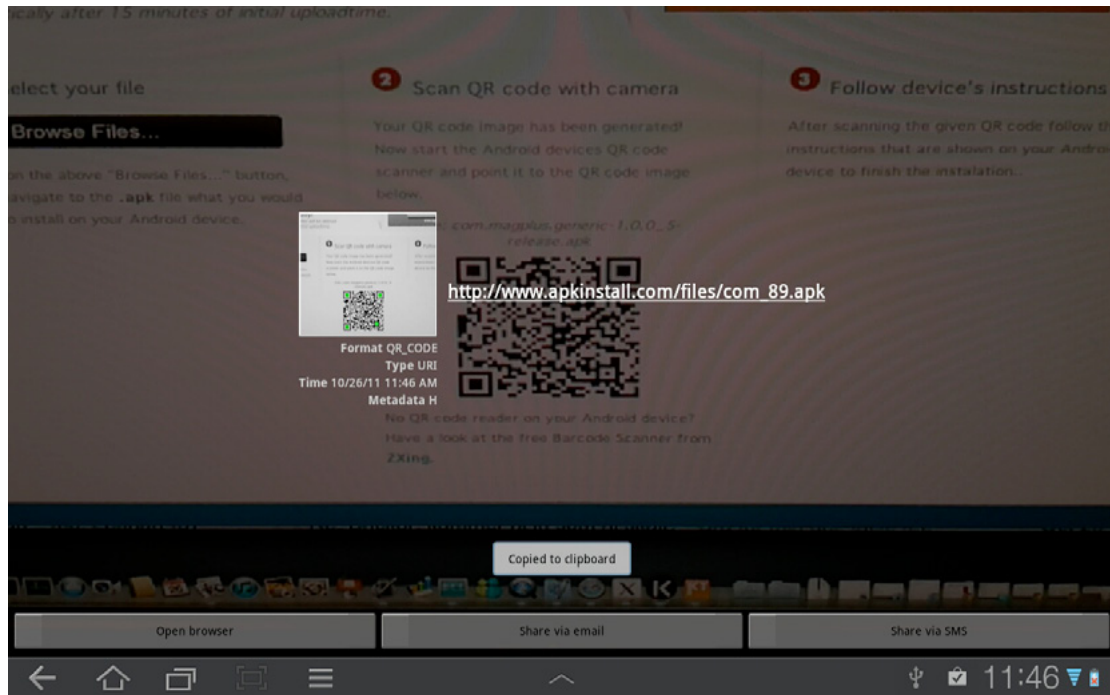 ically after 15 minutes of initial uploadtime.
elect your file
Browse Files...
on the above "Browse Files..." button,
avigate to the .apk file what you would
o install on your Android device.
2 Scan QR code with camera
Your QR code image has been generated!
Now start the Android devices QR code
scanner and point it to the QR code image
below.
com.magplus.generic-1.0.0_5-
release.apk
3 Follow device's instructions
After scanning the given QR code follow th
instructions that are shown on your Androi
device to finish the instalation..
http://www.apkinstall.com/files/com_89.apk
Format QR_CODE
Type URI
Time 10/26/11 11:46 AM
Metadata H
No QR code reader on your Android device?
Have a look at the free Barcode Scanner from
ZXing.
Copied to clipboard
Open browser
Share via email
Share via SMS
11:46